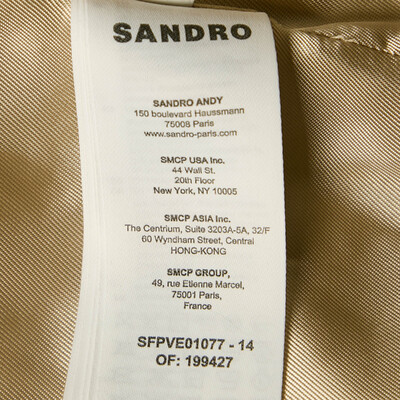 SANDRO
SANDRO ANDY
150 boulevard Haussmann
75008 Paris
www.sandro-paris.com
SMCP USA Inc.
44 Wall St.
20th Floor
New York, NY 10005
SMCP ASIA Inc.
The Centrium, Suite 3203A-5A, 32/F
60 Wyndham Street, Central
HONG-KONG
SMCP GROUP,
49, rue Etienne Marcel,
75001 Paris,
France
SFPVE01077 - 14
OF: 199427